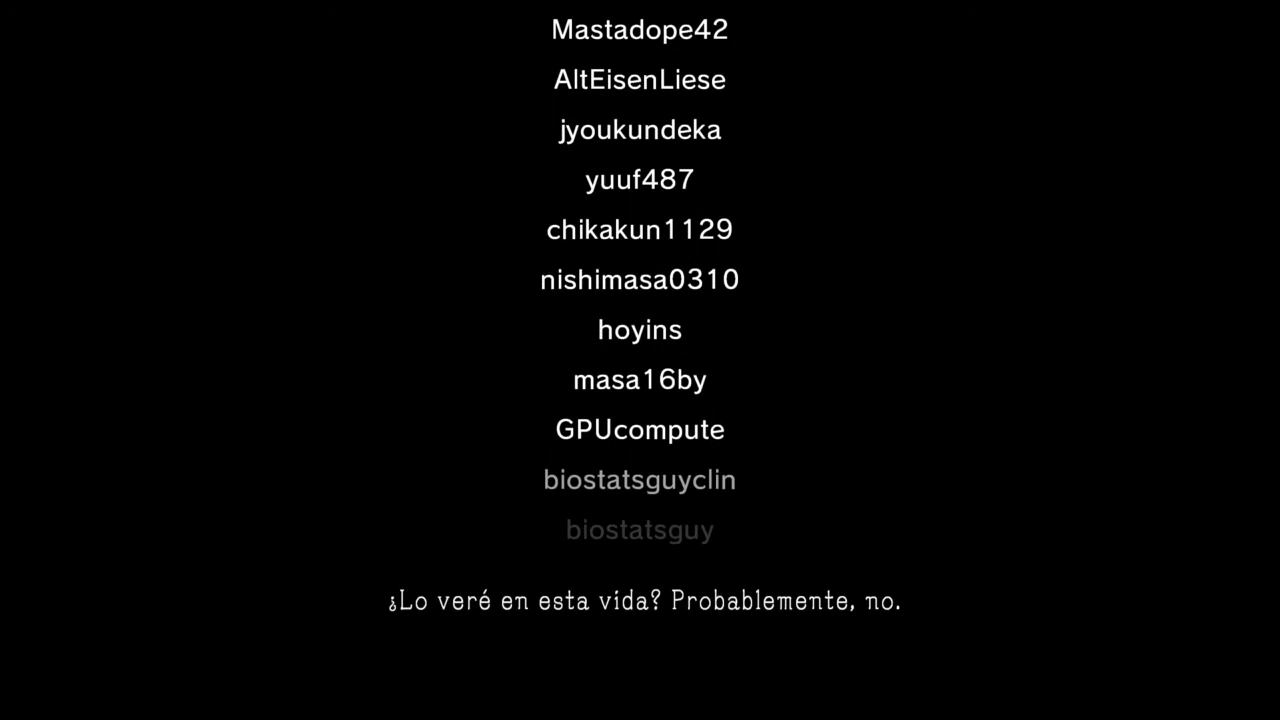 Mastadope42
AltEisenLiese
jyoukundeka
yuuf487
chikakun1129
nishimasa0310
hoyins
masa16by
GPUcompute
biostatsguyclin
biostatsguy
¿Lo veré en esta vida? Probablemente, no.